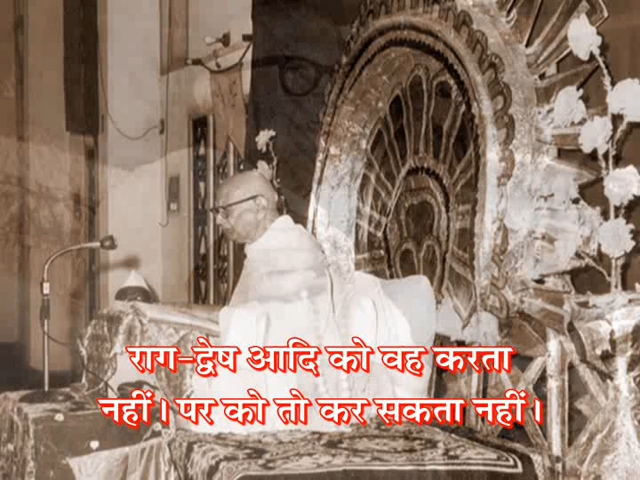 राग-द्वेष आदि को वह करता
नहीं। पर को तो कर सकता नहीं।